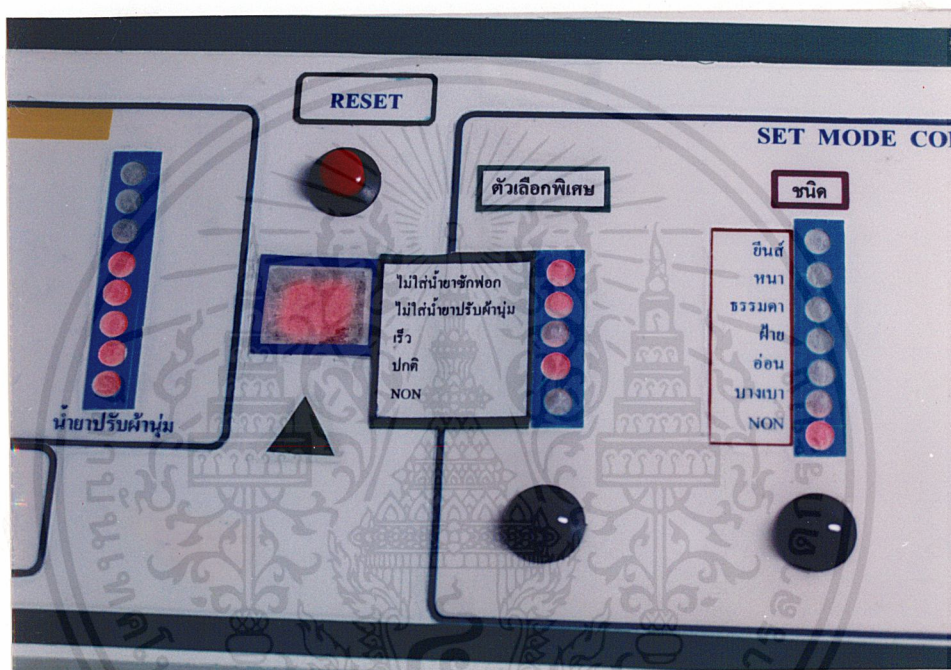 RESET
SET MODE
ตัวเลือกพิเศษ
ชนิด
ไม่ใส่น้ำยาซักฟอก
ไม่ใส่น้ำยาปรับผ้านุ่ม
เร็ว
ปกติ
NON
ยีนส์
หนา
ธรรมดา
ฝ้าย
อ่อน
บางเบา
NON
น้ำยาปรับผ้านุ่ม